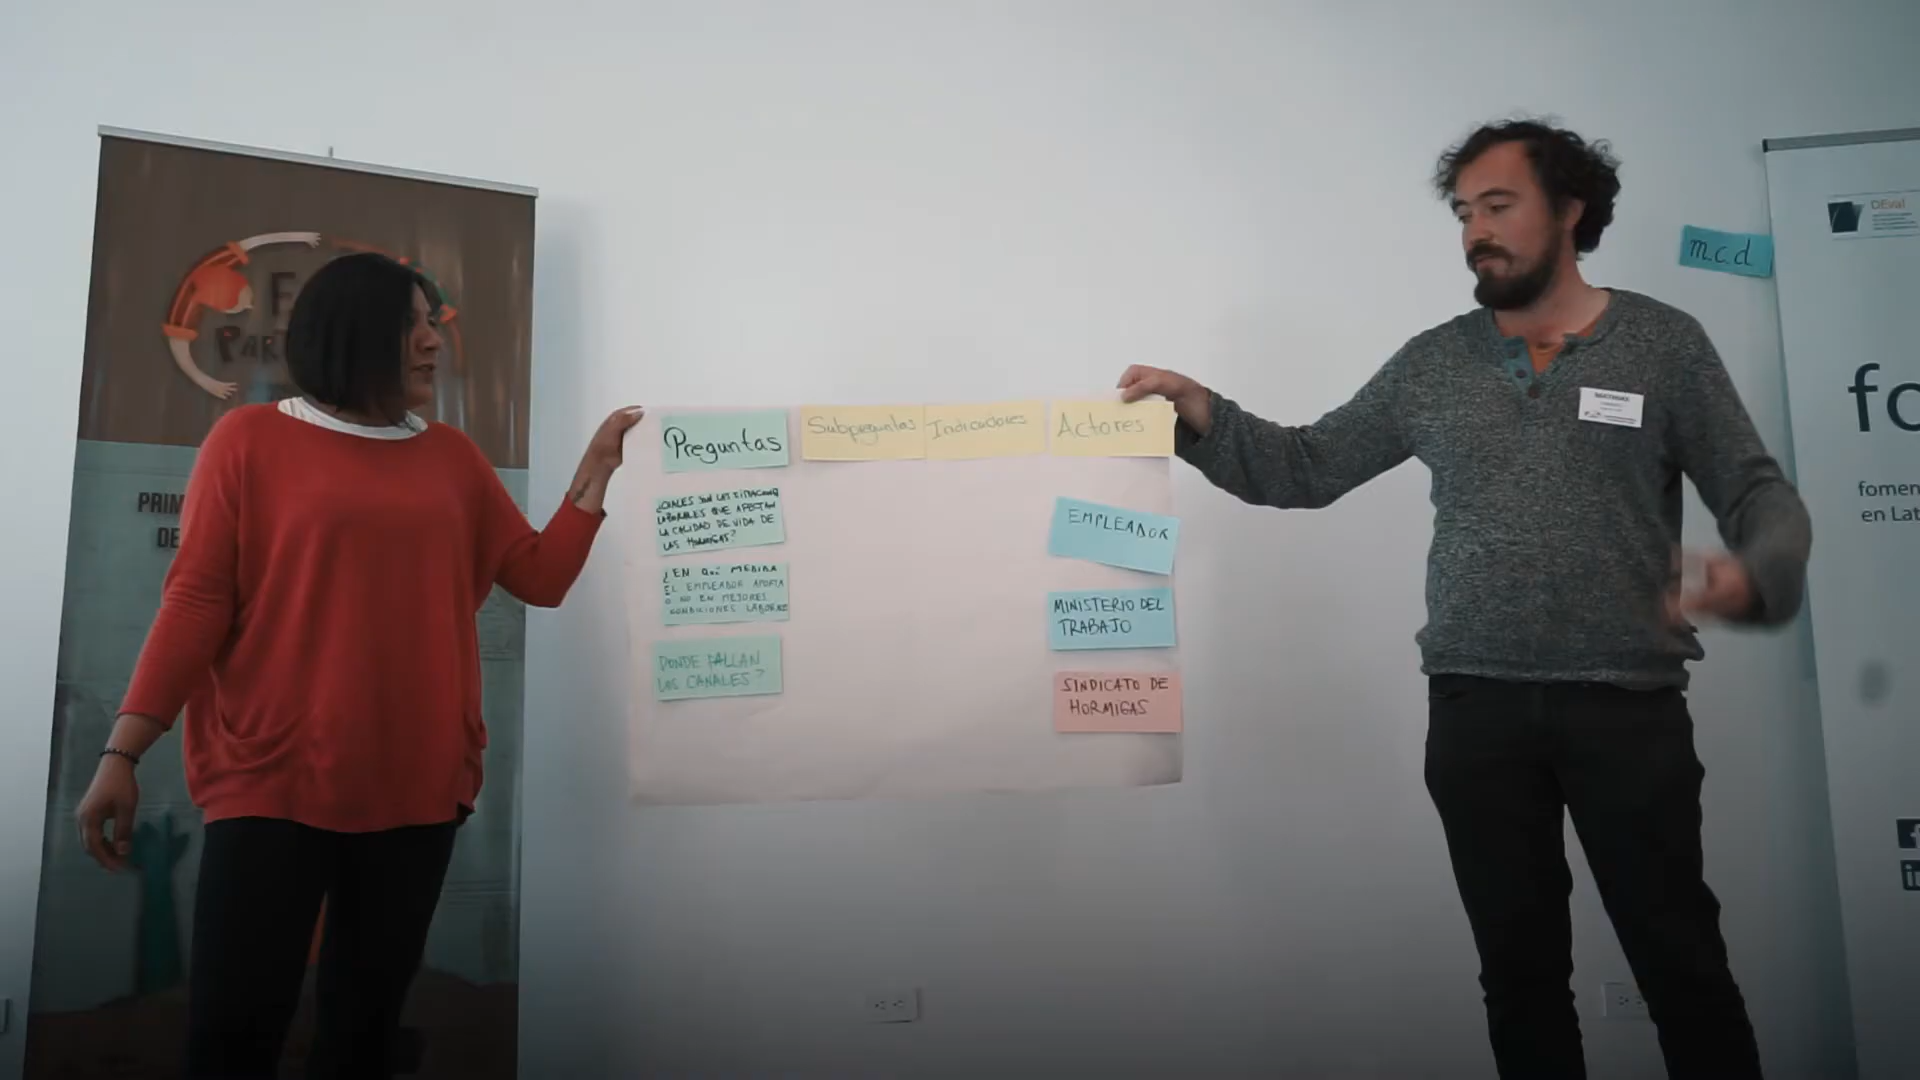 PRIM
DE
Preguntas
Subpreguntas
Indicadores
Actores
¿CUALES SON LAS SITUACIONES
LABORALES QUE AFECTAN
LA CALIDAD DE VIDA DE
LAS HORMIGAS?
¿EN QUÉ MEDIDA
EL EMPLEADOR APORTA
O NO EN MEJORES
CONDICIONES LABORALES
DONDE FALLAN
LOS CANALES?
EMPLEADOR
MINISTERIO DEL
TRABAJO
SINDICATO DE
HORMIGAS
m.c.d
DEval
fo
fomen
en Lat